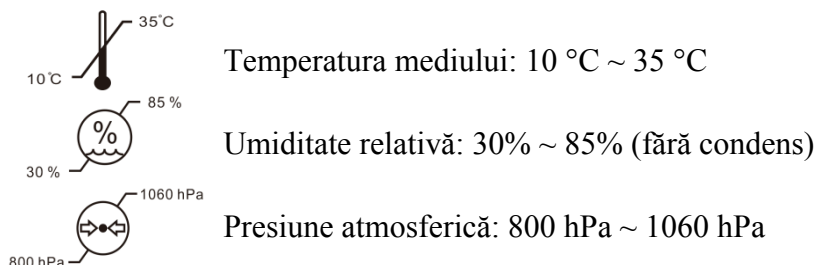 35°C
10°C
Temperatura mediului: 10 °C ~ 35 °C
85 %
%
30 %
Umiditate relativă: 30% ~ 85% (fără condens)
1060 hPa
800 hPa
Presiune atmosferică: 800 hPa ~ 1060 hPa